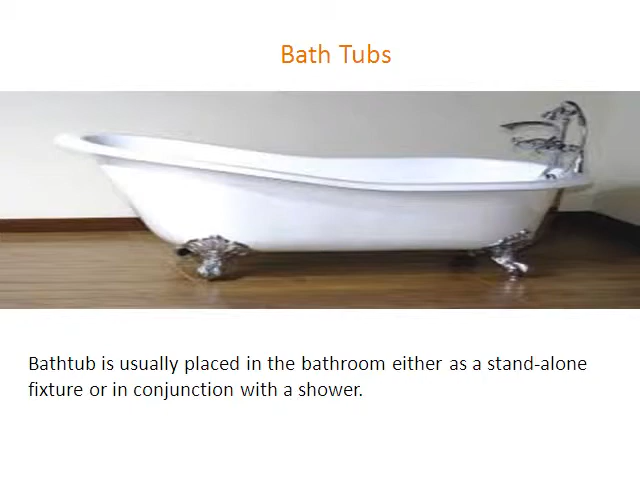 Bath Tubs
Bathtub is usually placed in the bathroom either as a stand-alone
fixture or in conjunction with a shower.